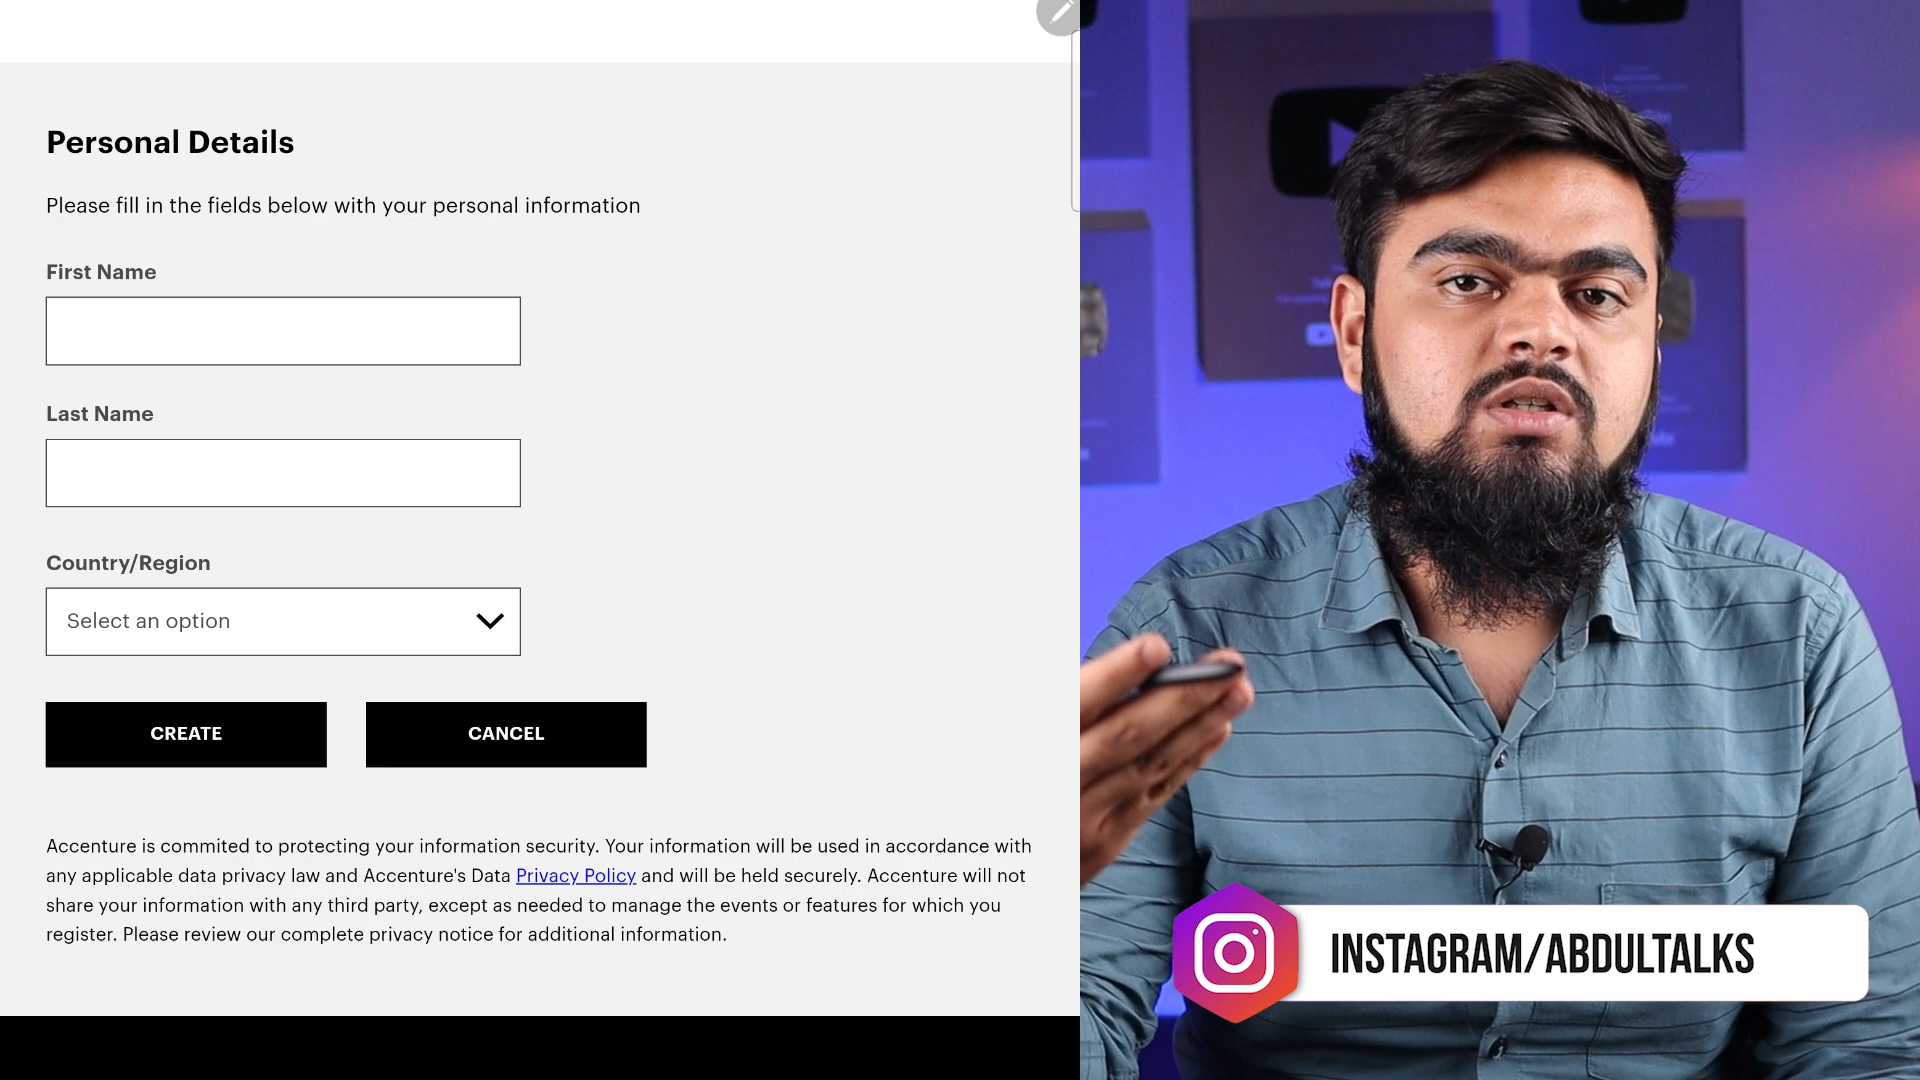 Personal Details
Please fill in the fields below with your personal information
First Name
Last Name
Country/Region
Select an option
CREATE
CANCEL
Accenture is commited to protecting your information security. Your information will be used in accordance with
any applicable data privacy law and Accenture's Data Privacy Policy and will be held securely. Accenture will not
share your information with any third party, except as needed to manage the events or features for which you
register. Please review our complete privacy notice for additional information.
INSTAGRAM/ABDULTALKS